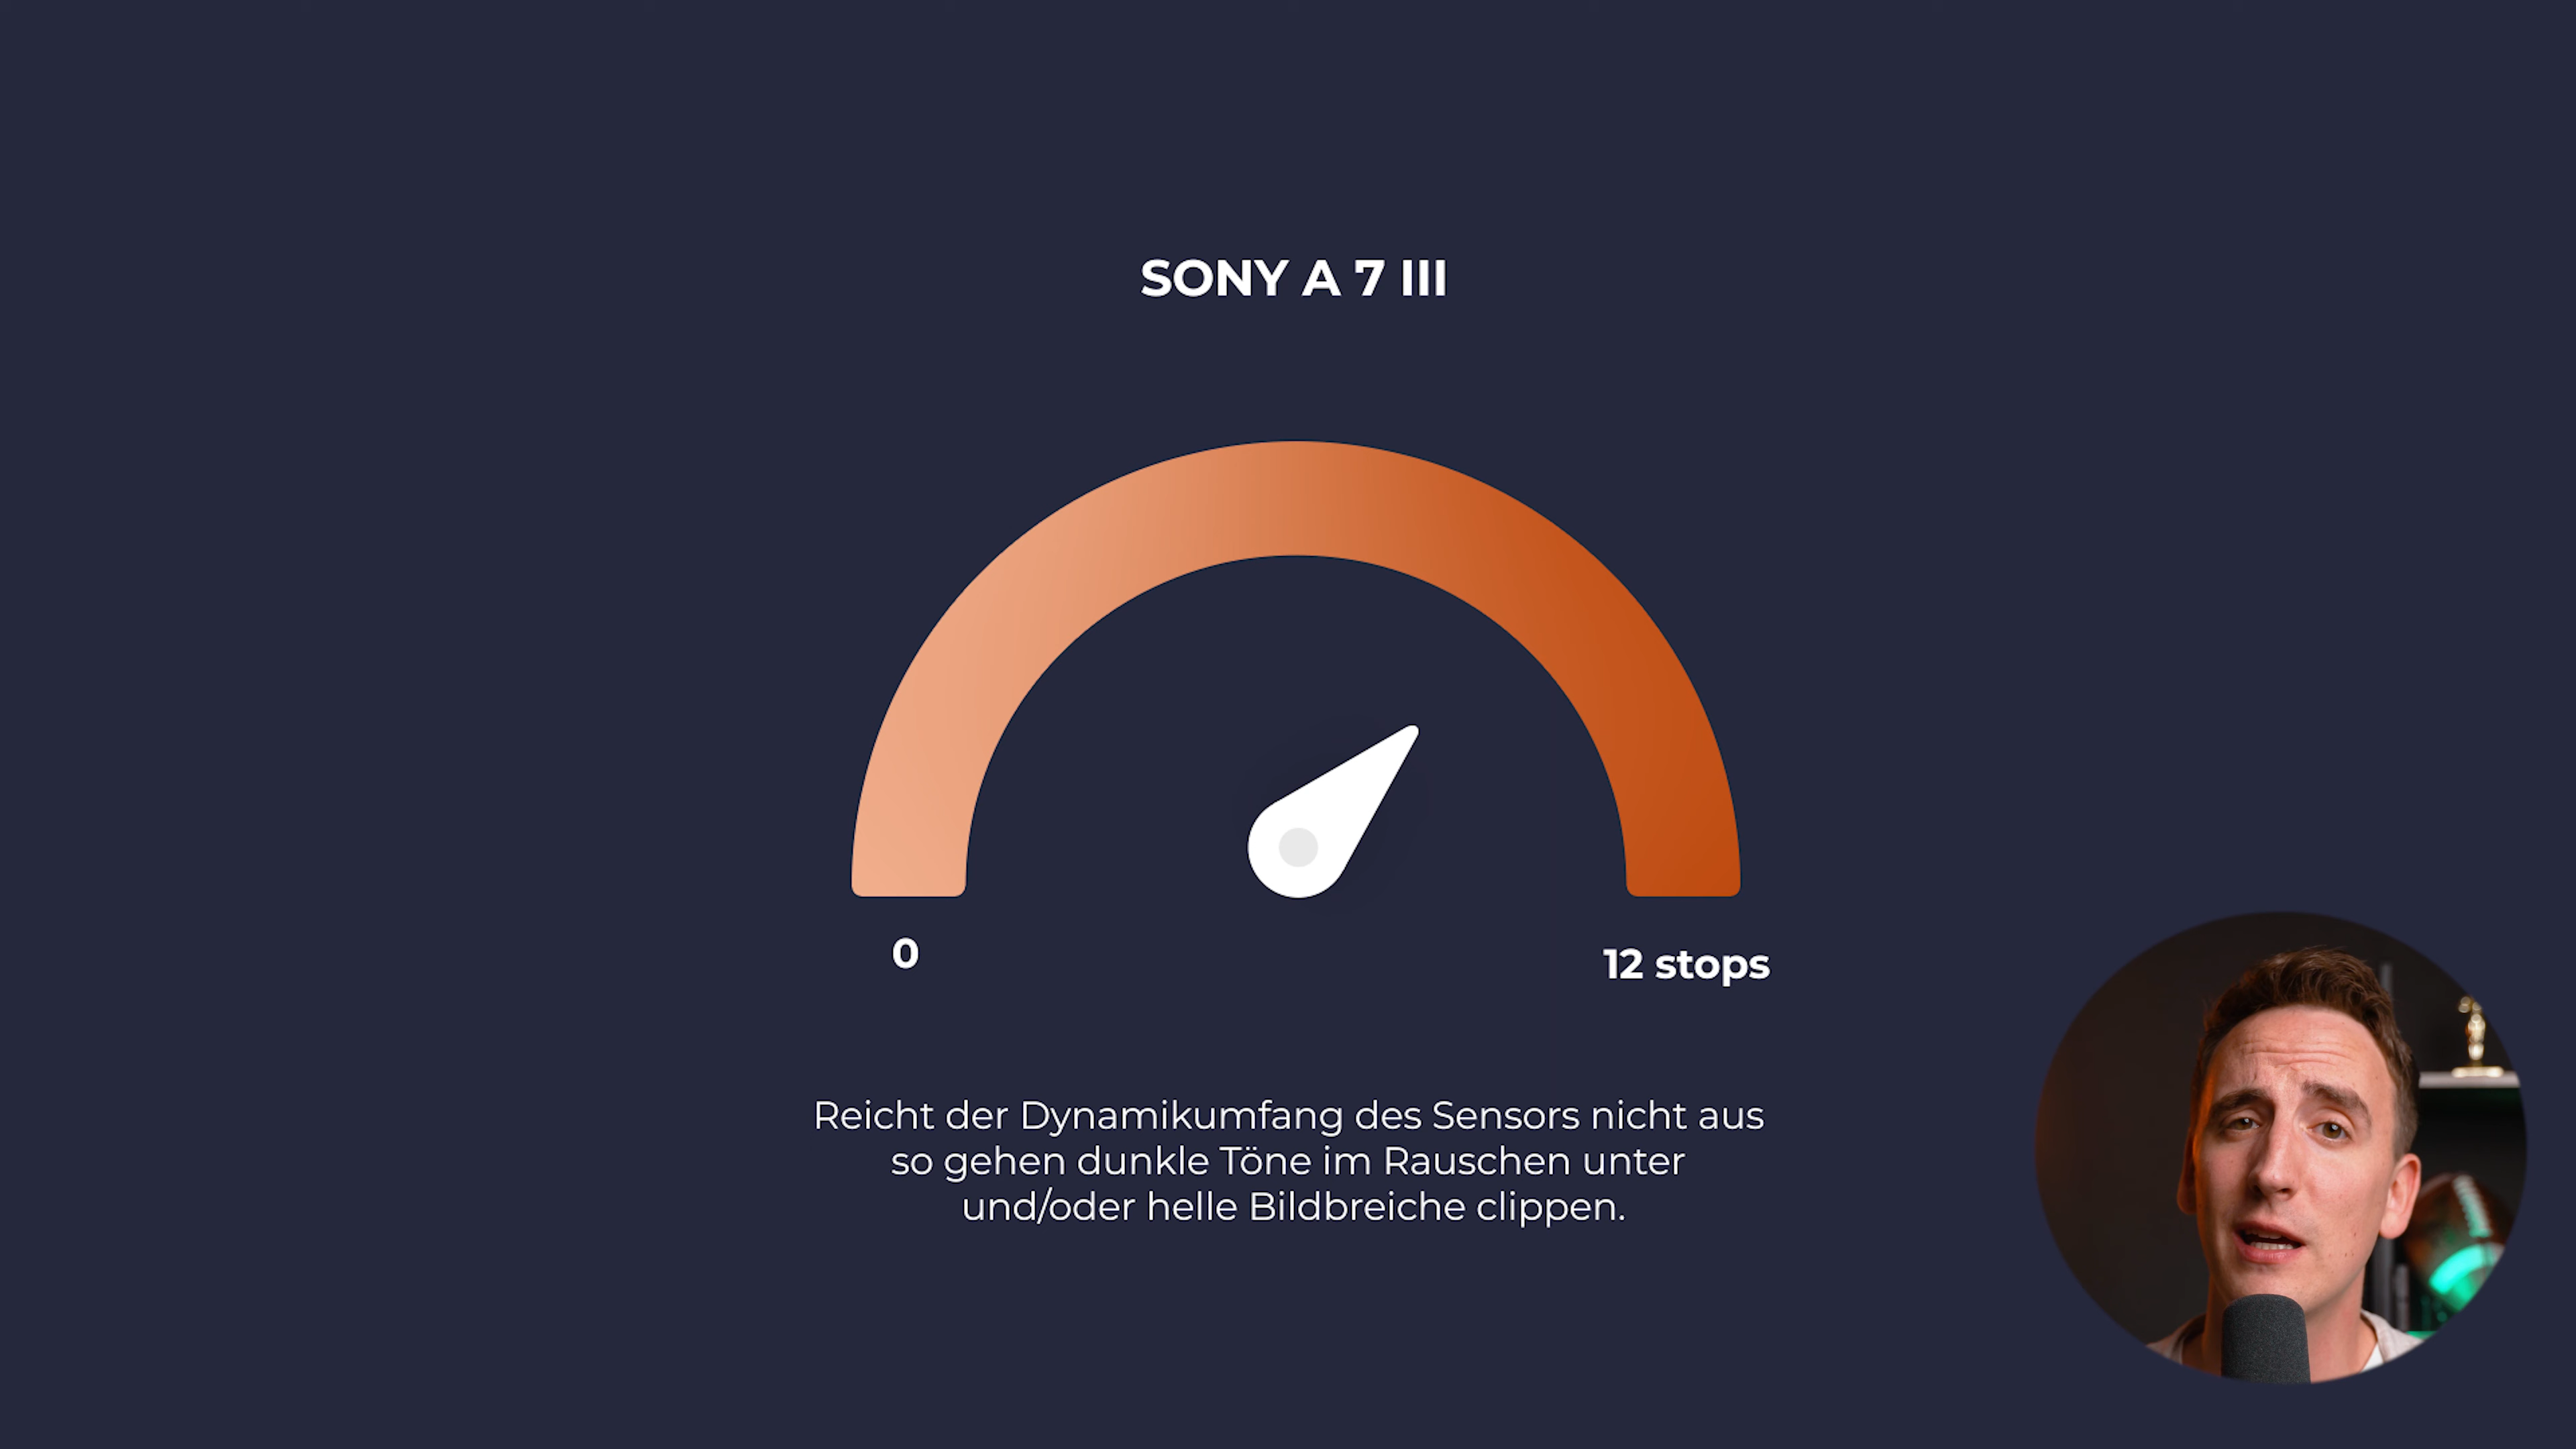 SONY A 7 III
0
12 stops
Reicht der Dynamikumfang des Sensors nicht aus
so gehen dunkle Töne im Rauschen unter
und/oder helle Bildbreiche clippen.